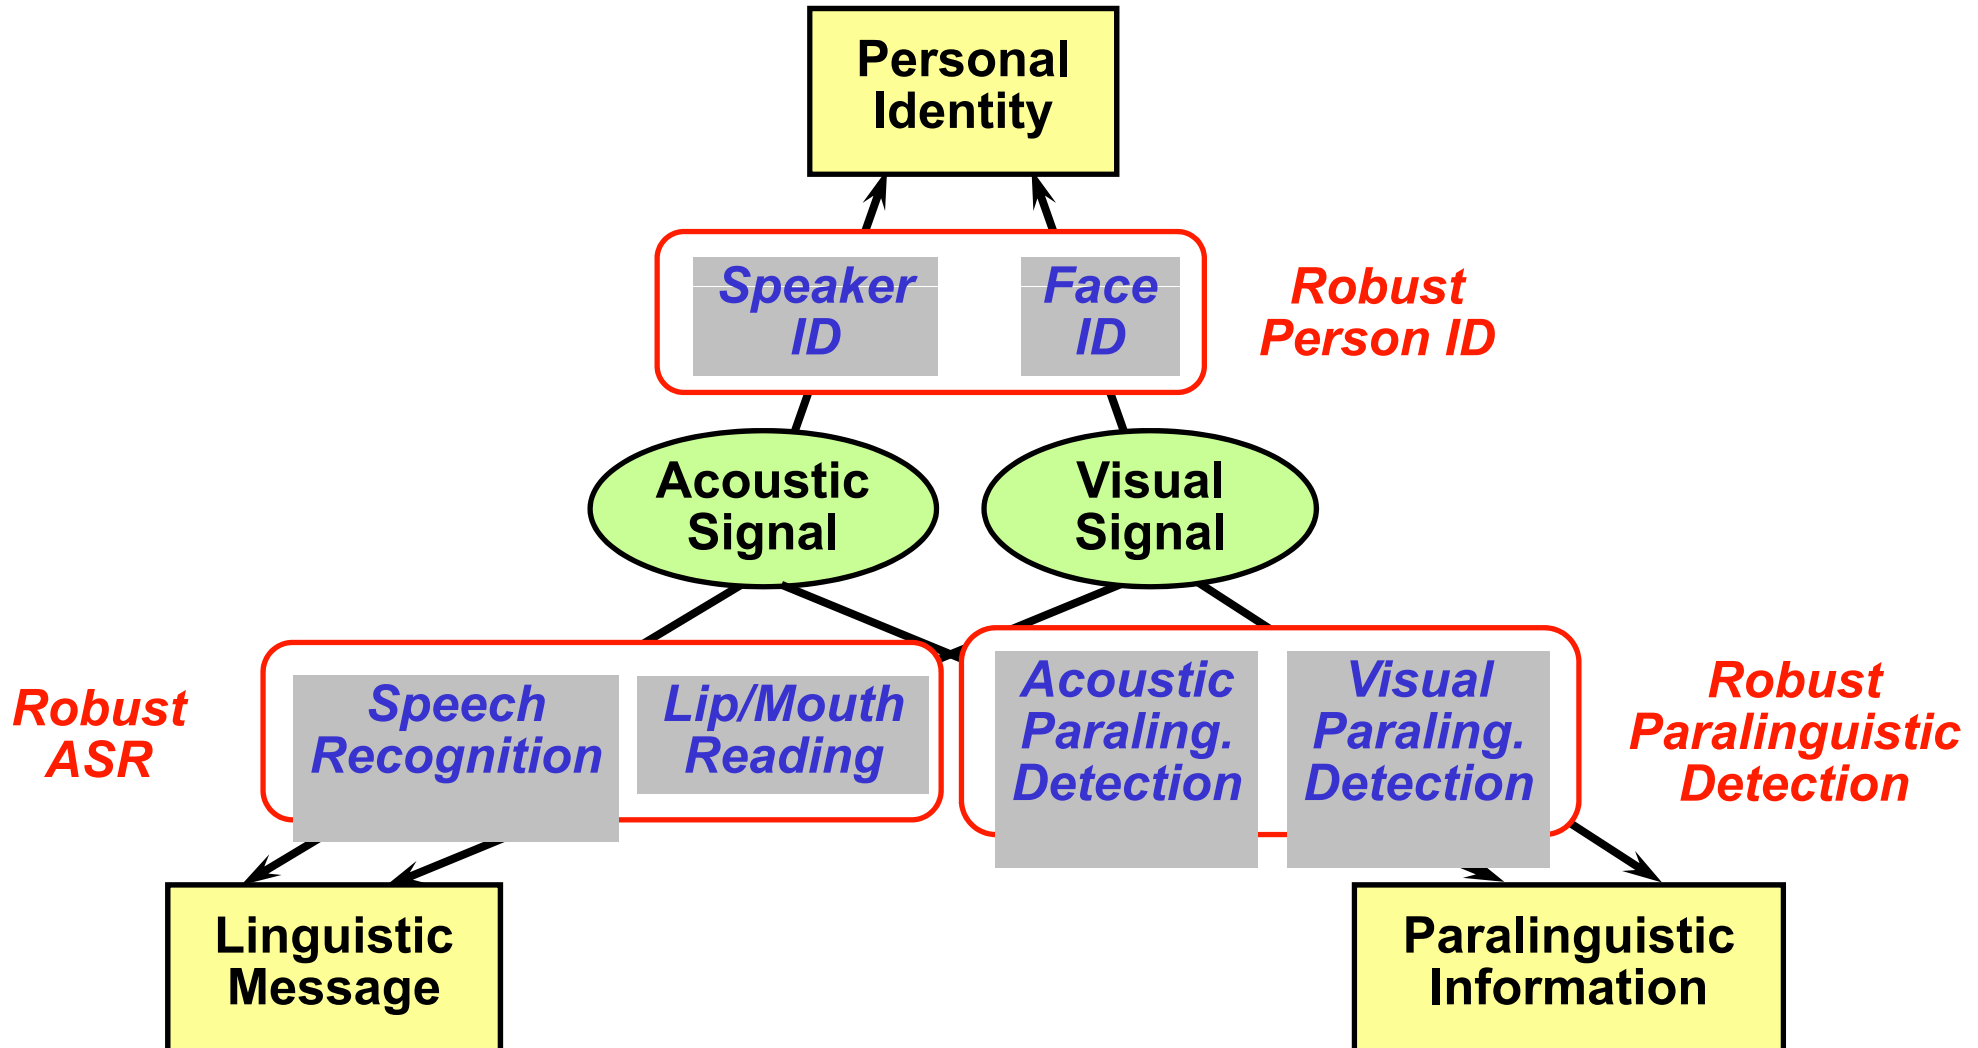 Personal
Identity
Speaker
ID
Face
ID
Robust
Person ID
Acoustic
Signal
Visual
Signal
Robust
ASR
Speech
Recognition
Lip/Mouth
Reading
Acoustic
Paraling.
Detection
Visual
Paraling.
Detection
Robust
Paralinguistic
Detection
Linguistic
Message
Paralinguistic
Information